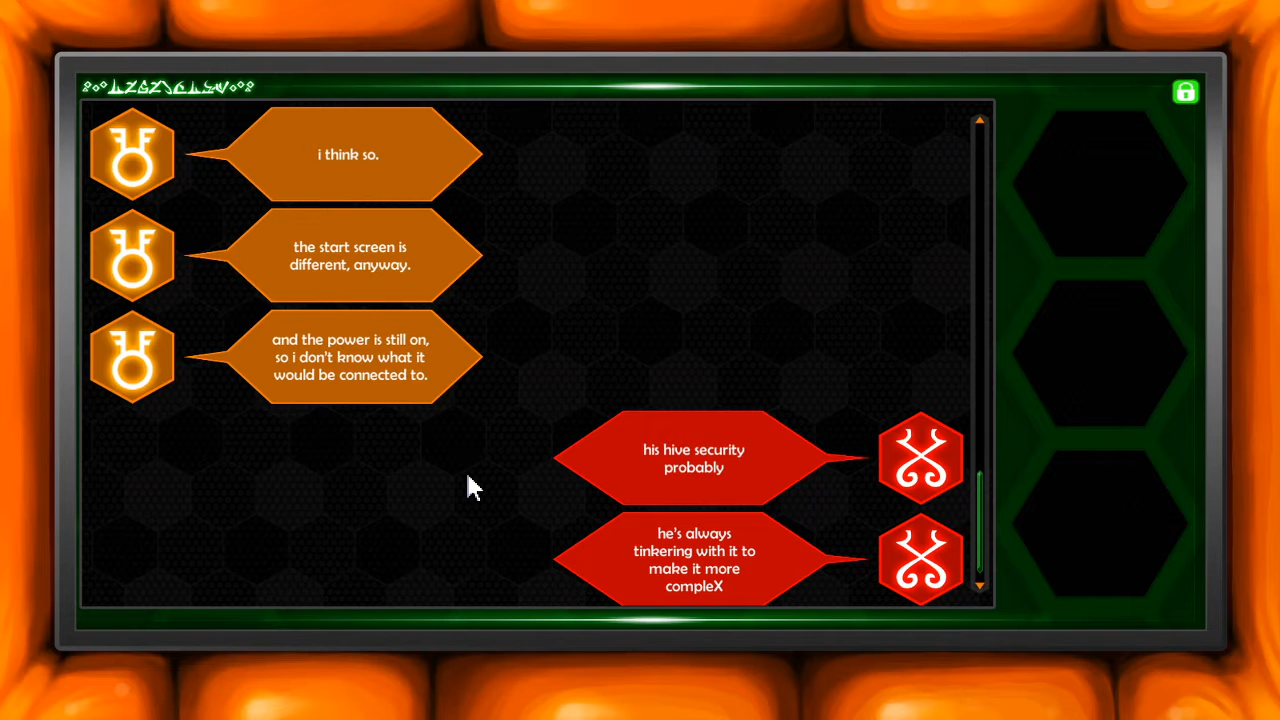 i think so.
the start screen is
different, anyway.
and the power is still on,
so i don't know what it
would be connected to.
his hive security
probably
he's always
tinkering with it to
make it more
compleX